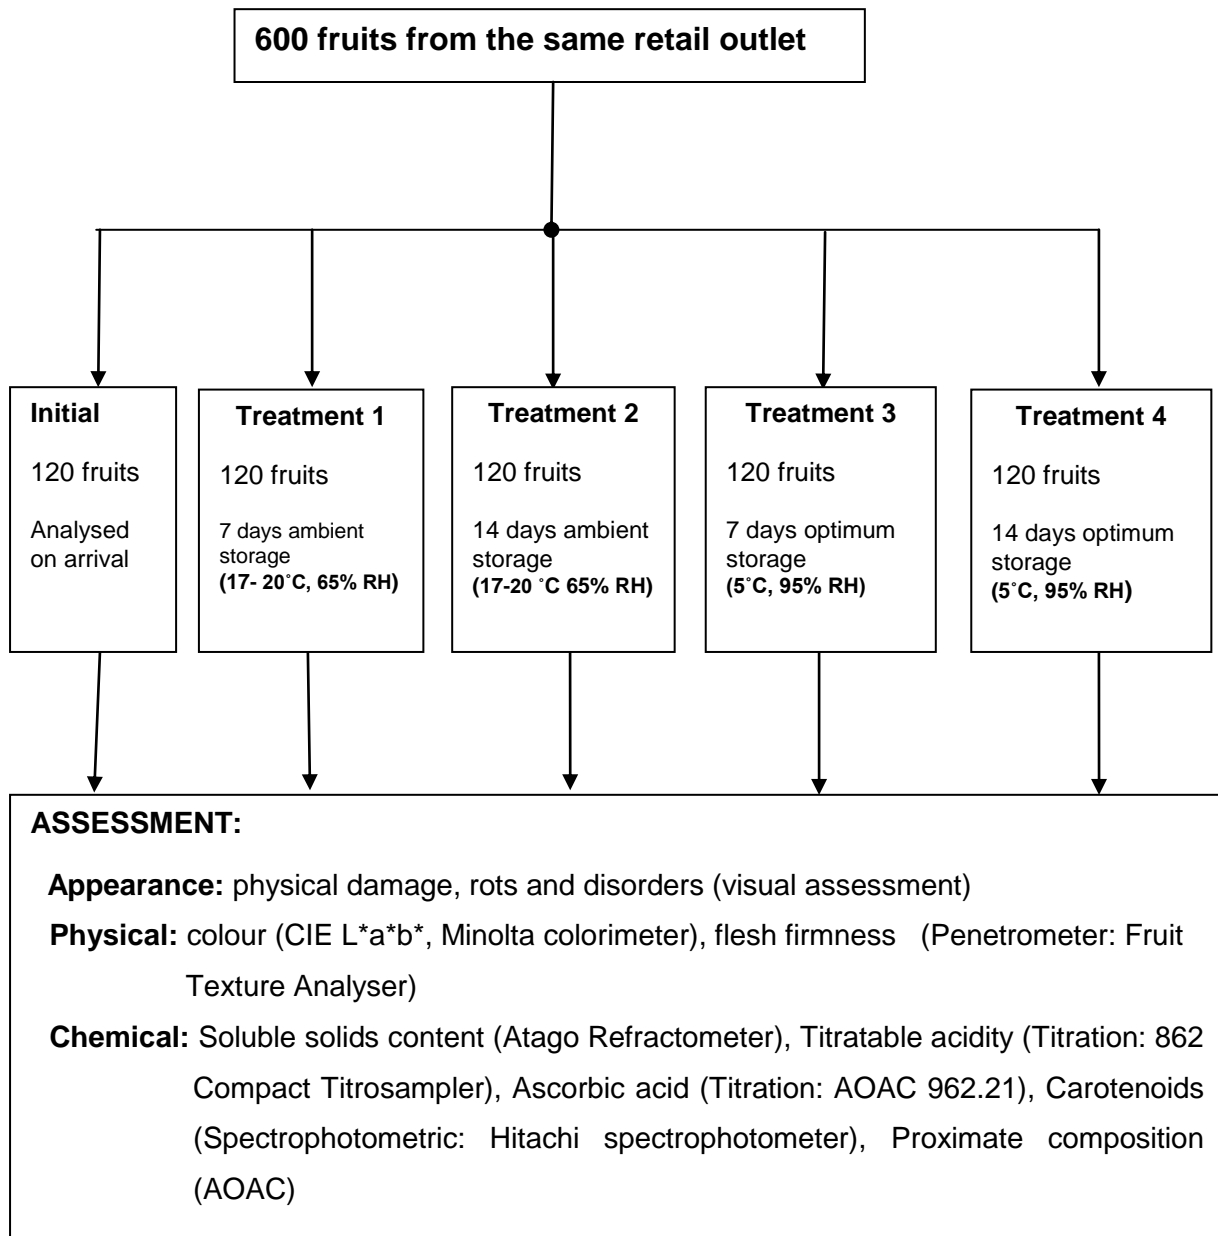 600 fruits from the same retail outlet
Initial
120 fruits
Analysed
on arrival
Treatment 1
120 fruits
7 days ambient
storage
(17- 20˚C, 65% RH)
Treatment 2
120 fruits
14 days ambient
storage
(17-20 ˚C 65% RH)
Treatment 3
120 fruits
7 days optimum
storage
(5˚C, 95% RH)
Treatment 4
120 fruits
14 days optimum
storage
(5˚C, 95% RH)
ASSESSMENT:
Appearance: physical damage, rots and disorders (visual assessment)
Physical: colour (CIE L*a*b*, Minolta colorimeter), flesh firmness (Penetrometer: Fruit
Texture Analyser)
Chemical: Soluble solids content (Atago Refractometer), Titratable acidity (Titration: 862
Compact Titrosampler), Ascorbic acid (Titration: AOAC 962.21), Carotenoids
(Spectrophotometric: Hitachi spectrophotometer), Proximate composition
(AOAC)